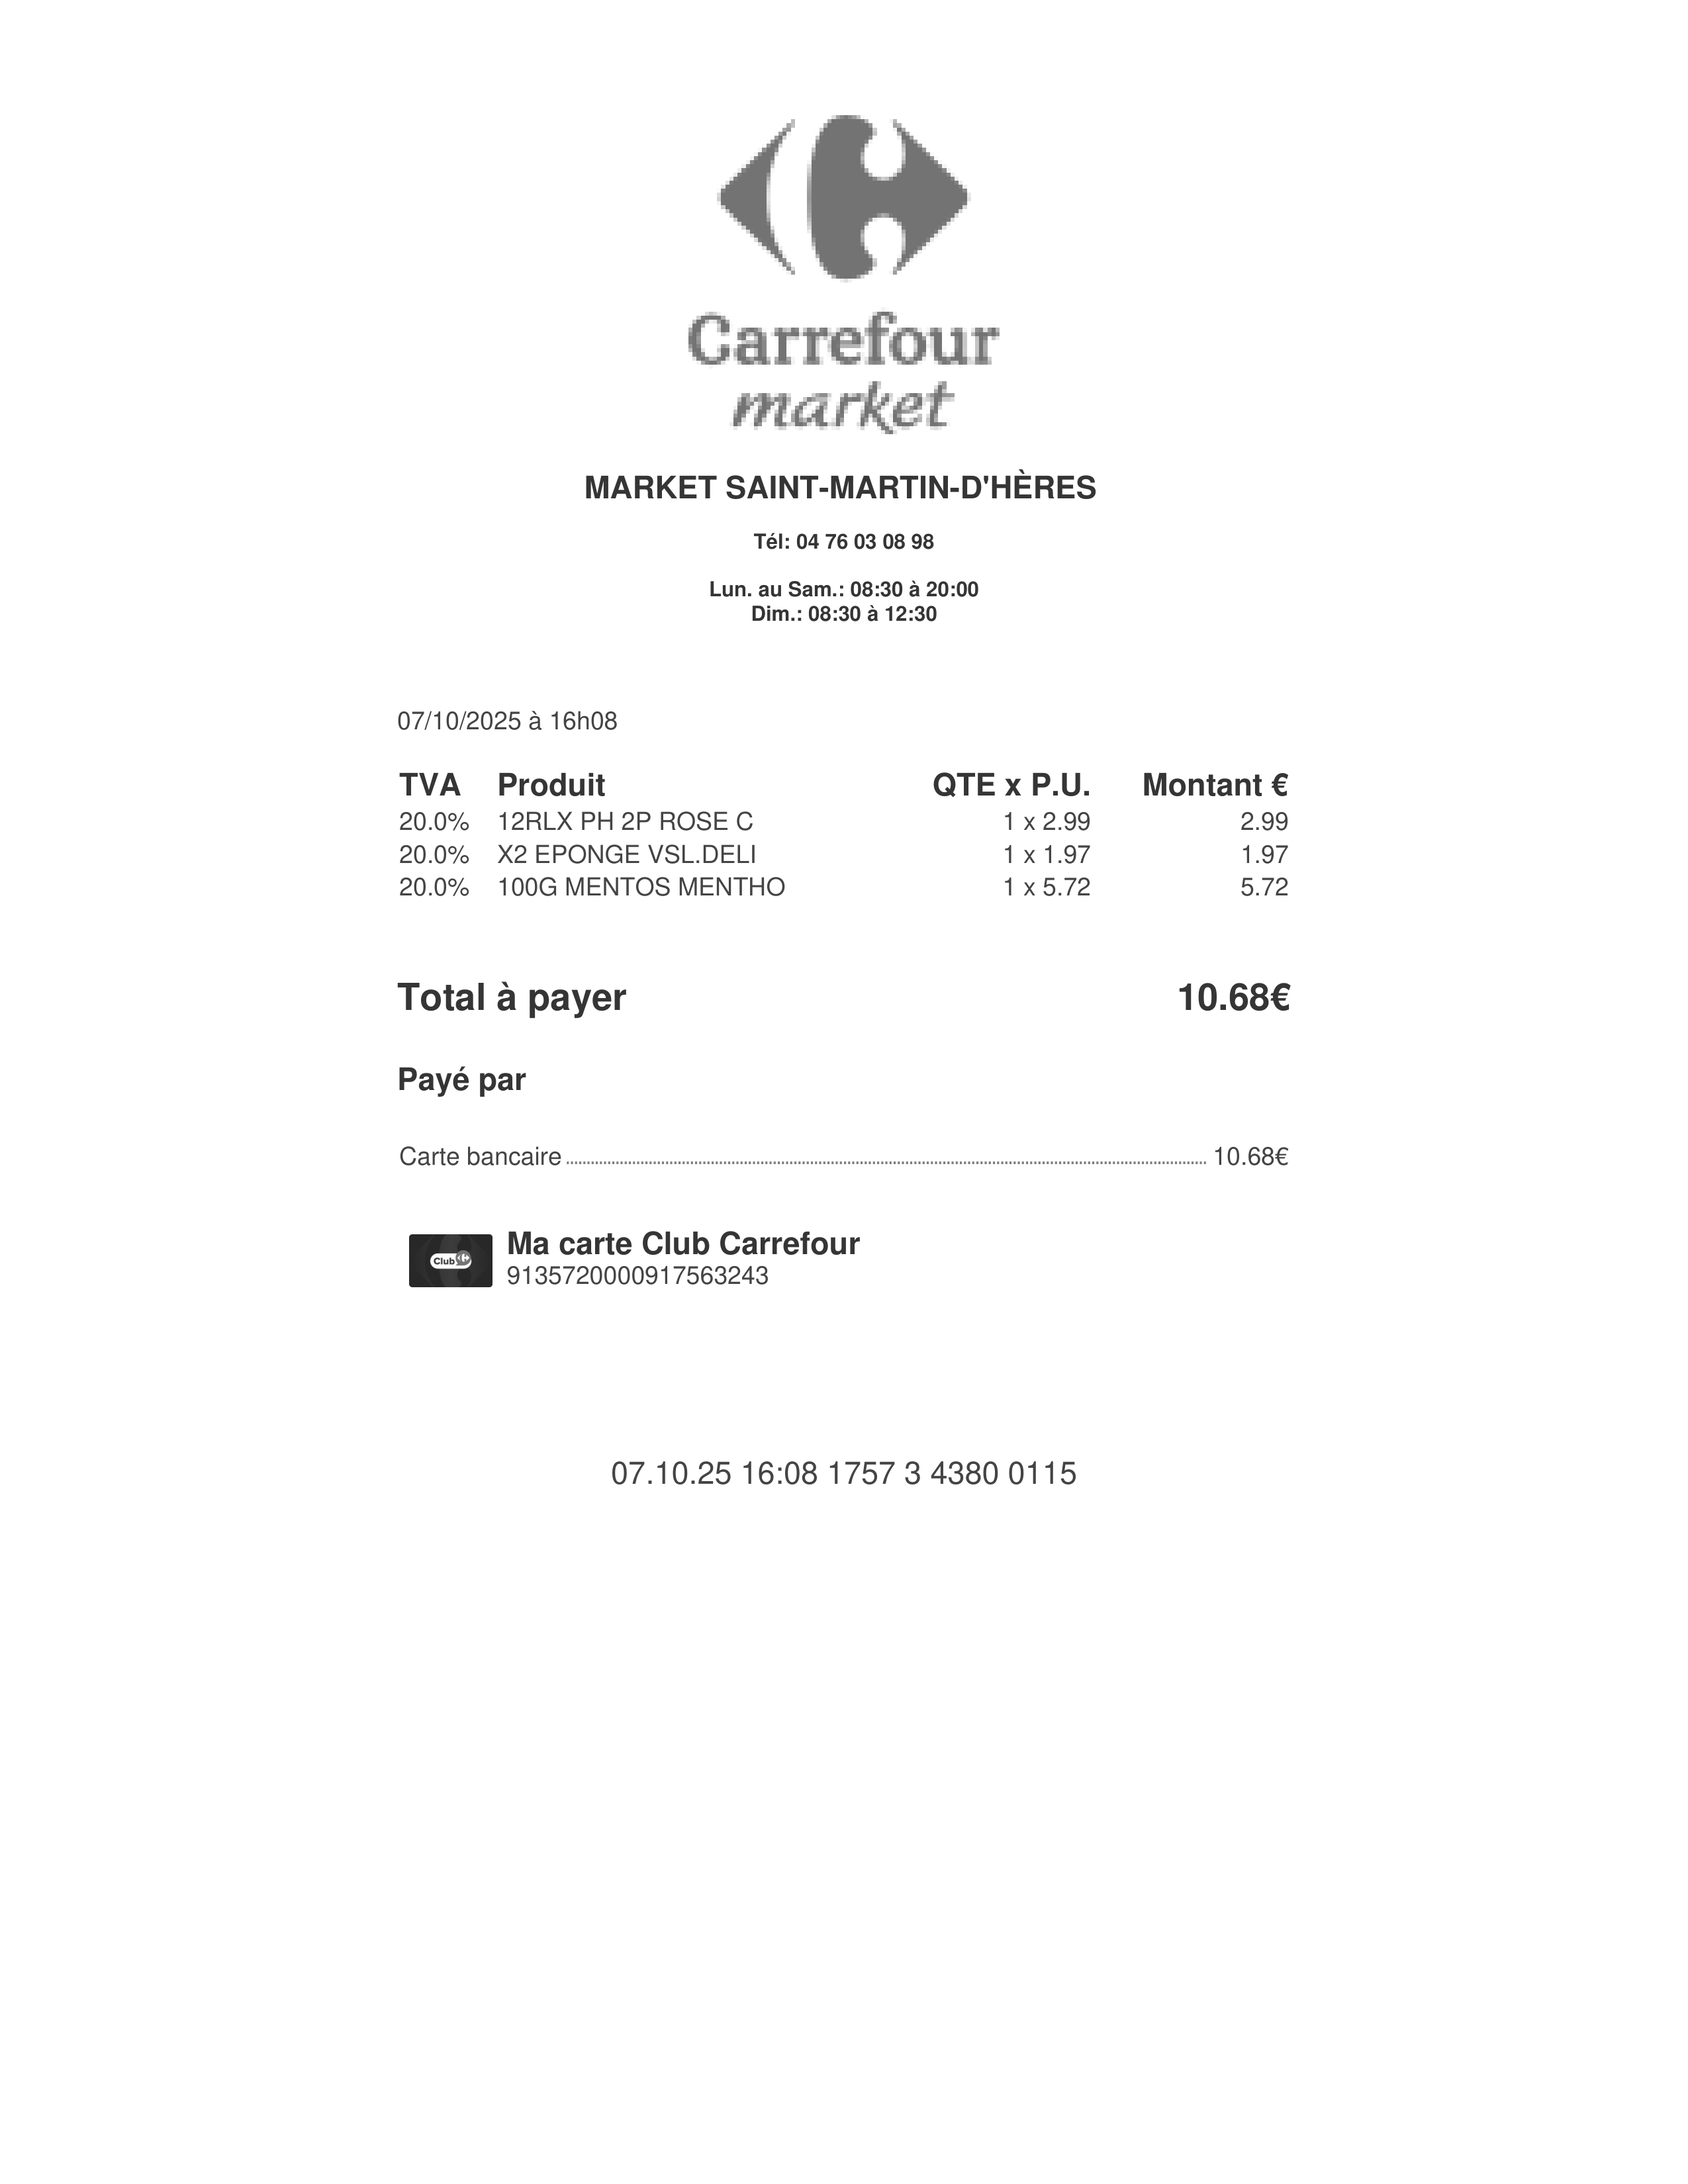 Carrefour
market
MARKET SAINT-MARTIN-D'HÈRES
Tél: 04 76 03 08 98
Lun. au Sam.: 08:30 à 20:00
Dim.: 08:30 à 12:30
07/10/2025 à 16h08
TVA Produit QTE x P.U. Montant €
20.0% 12RLX PH 2P ROSE C 1 x 2.99 2.99
20.0% X2 EPONGE VSL.DELI 1 x 1.97 1.97
20.0% 100G MENTOS MENTHO 1 x 5.72 5.72
Total à payer 10.68€
Payé par
Carte bancaire 10.68€
Club
Ma carte Club Carrefour
9135720000917563243
07.10.25 16:08 1757 3 4380 0115